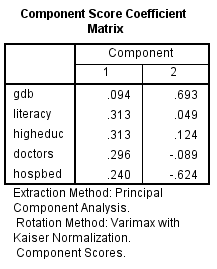 Component Score Coefficient
Matrix
Component
1 2
gdb .094 .693
literacy .313 .049
higheduc .313 .124
doctors .296 -.089
hospbed .240 -.624
Extraction Method: Principal
Component Analysis.
Rotation Method: Varimax with
Kaiser Normalization.
Component Scores.